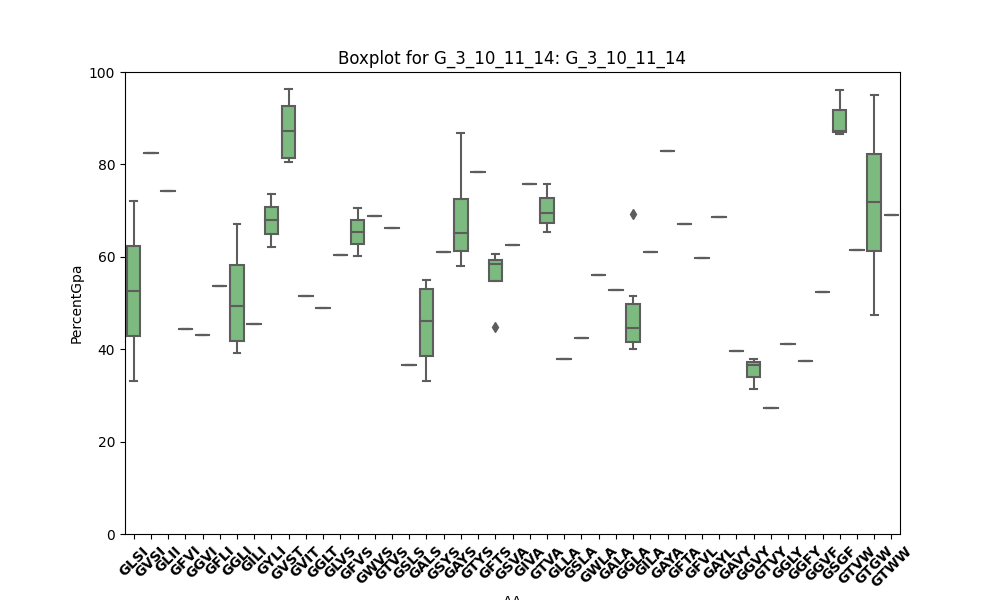 Boxplot for G_3_10_11_14: G_3_10_11_14
PercentGpa
100
80
60
40
20
0
GLSI
GVSI
GLII
GFVI
GGVI
GFLI
GGLI
GILI
GYLI
GVST
GVIT
GGLT
GLVS
GFVS
GWVS
GTVS
GSLS
GALS
GSYS
GAYS
GTYS
GFTS
GSVA
GIVA
GTVA
GLLA
GSLA
GWLA
GALA
GGLA
GILA
GAYA
GFTA
GFVL
GAYL
GAVY
GGVY
GTVY
GGLY
GGFY
GGVF
GSGF
GTVW
GTGW
GTWW
AA